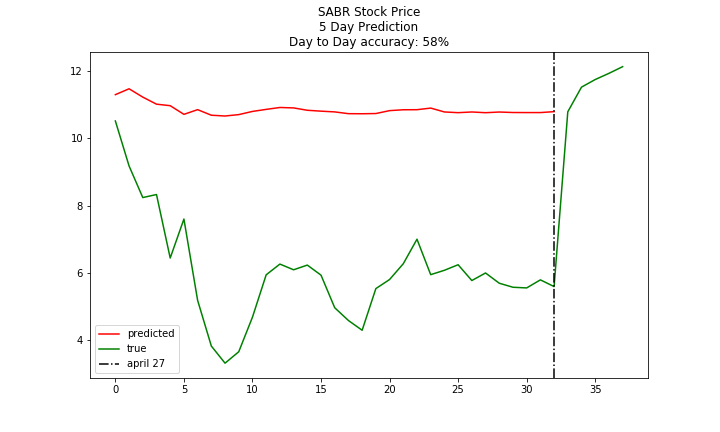 SABR Stock Price
5 Day Prediction
Day to Day accuracy: 58%
12
10
8
6
4
predicted
true
april 27
0 5 10 15 20 25 30 35